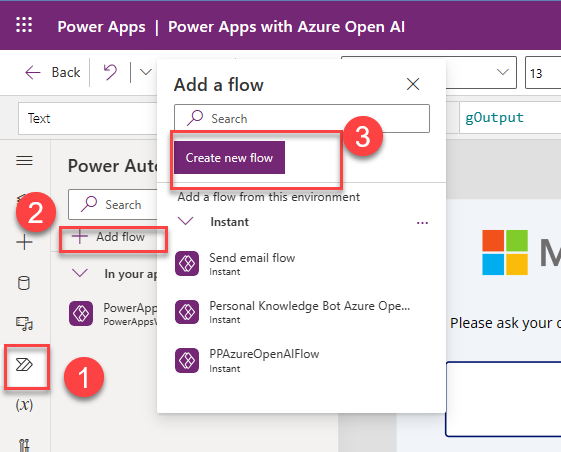 Power Apps | Power Apps with Azure Open AI
Back
13
Text
gOutput
Power Auto
Search
2
Add flow
In your ap
PowerApp
PowerAppsV
1
(x)
Add a flow
Search
3
Create new flow
Add a flow from this environment
Instant
Send email flow
Instant
Personal Knowledge Bot Azure Ope...
Instant
PPAzureOpenAIFlow
Instant
M
Please ask your